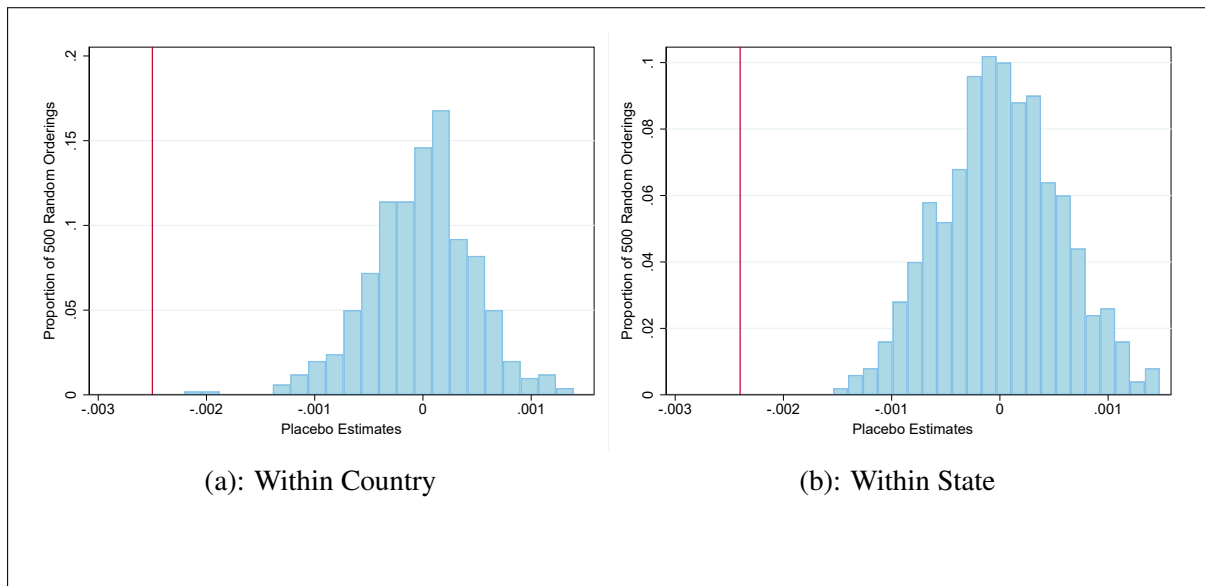 Proportion of 500 Random Orderings
.2
.15
.1
.05
0
-.003 -.002 -.001 0 .001
Placebo Estimates
(a): Within Country
Proportion of 500 Random Orderings
.1
.08
.06
.04
.02
0
-.003 -.002 -.001 0 .001
Placebo Estimates
(b): Within State